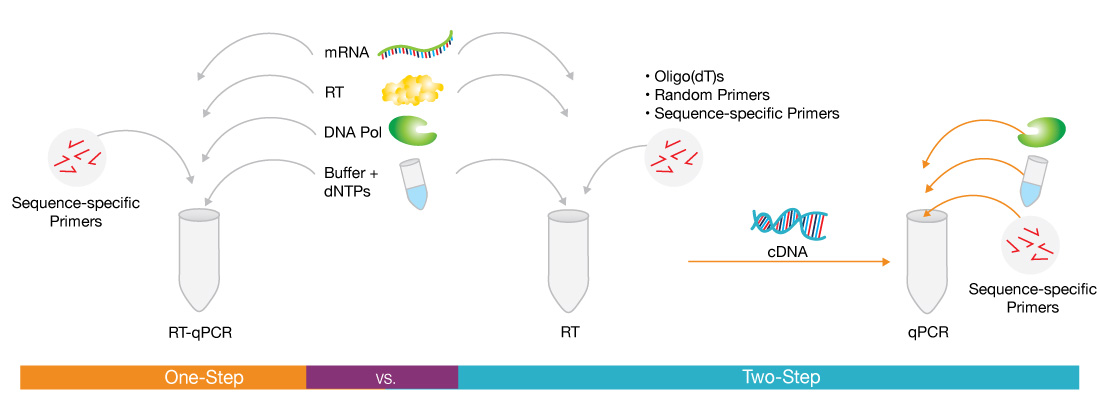 mRNA
RT
DNA Pol
Buffer +
dNTPs
Sequence-specific
Primers
RT-qPCR
• Oligo(dT)s
• Random Primers
• Sequence-specific Primers
RT
cDNA
Sequence-specific
Primers
qPCR
One-Step
vs.
Two-Step